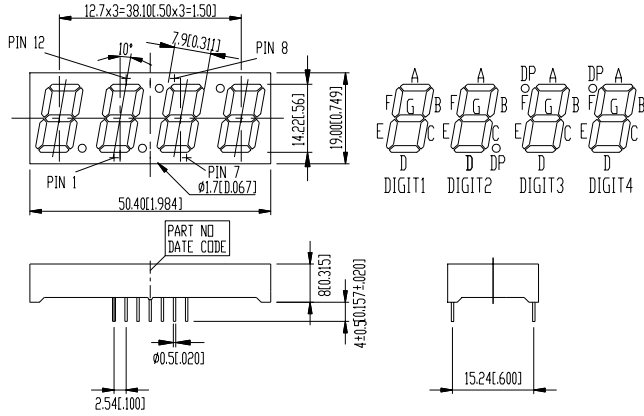 12.7x3=38.10[.50x3=1.50]
PIN 12
10°
7.9[0.311]
PIN 8
14.22[.56]
19.00[0.749]
PIN 1
PIN 7
ø1.7[0.067]
50.40[1.984]
A
F
G
B
E
C
D
DIGIT1
A
F
G
B
E
C
D
DP
DIGIT2
DP
A
F
G
B
E
C
D
DIGIT3
DP
A
F
G
B
E
C
D
DIGIT4
PART NO
DATE CODE
8[0.315]
4±0.5[0.157±.020]
ø0.5[.020]
2.54[.100]
15.24[.600]